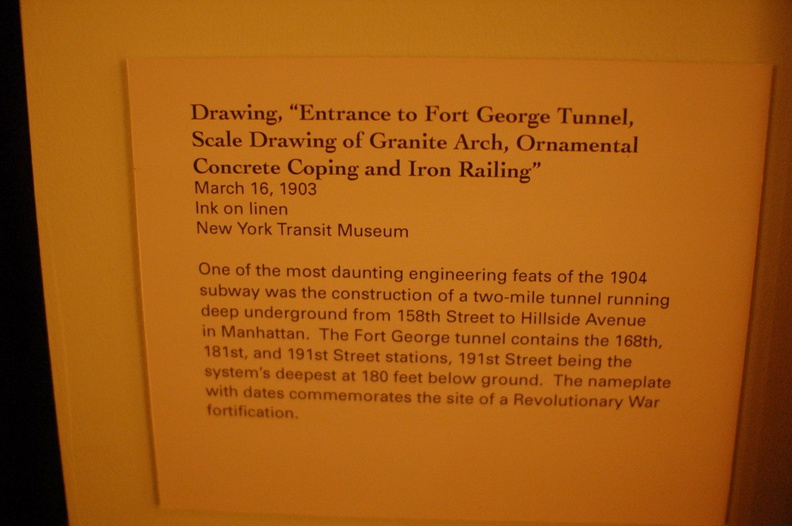 Drawing, “Entrance to Fort George Tunnel,
Scale Drawing of Granite Arch, Ornamental
Concrete Coping and Iron Railing”
March 16, 1903
Ink on linen
New York Transit Museum
One of the most daunting engineering feats of the 1904
subway was the construction of a two-mile tunnel running
deep underground from 158th Street to Hillside Avenue
in Manhattan. The Fort George tunnel contains the 168th,
181st, and 191st Street stations, 191st Street being the
system’s deepest at 180 feet below ground. The nameplate
with dates commemorates the site of a Revolutionary War
fortification.